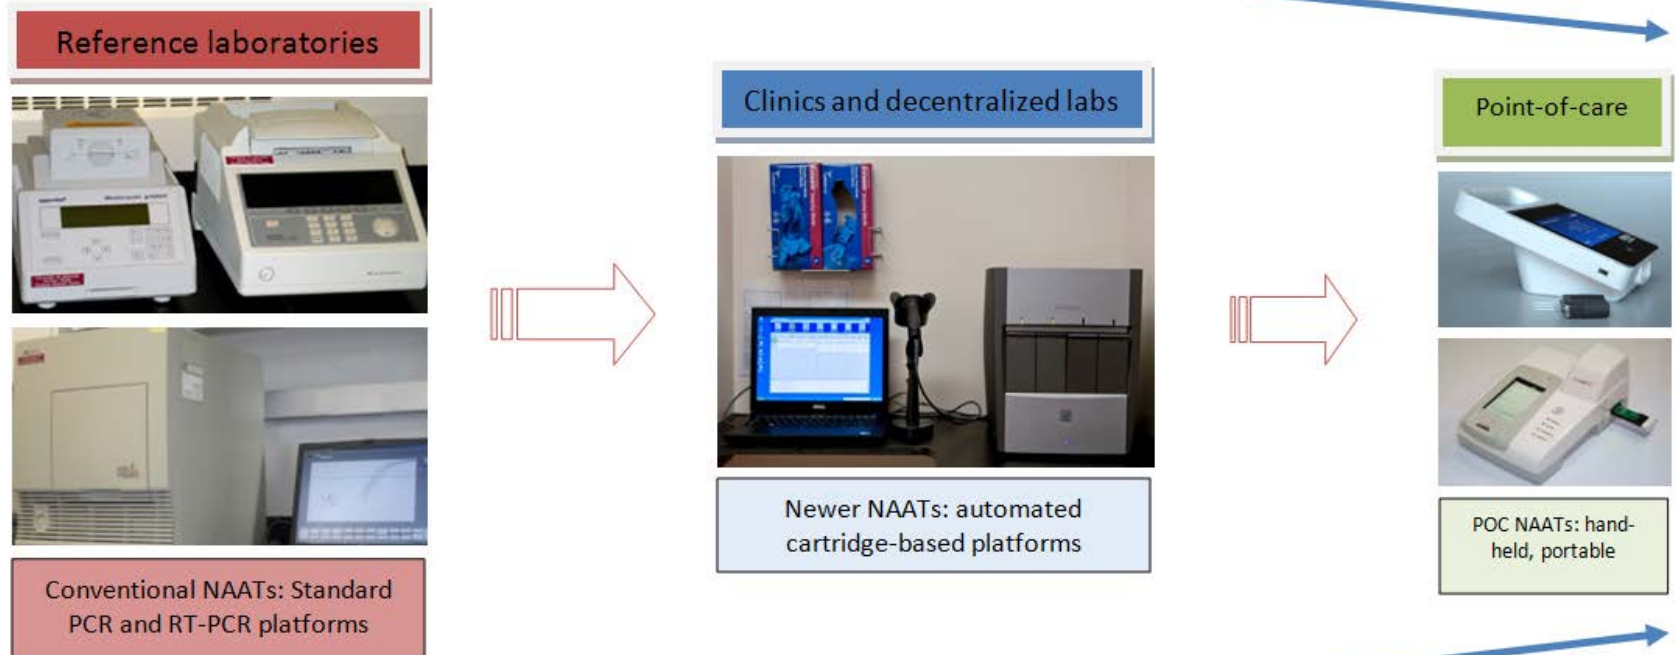 Reference laboratories
Conventional NAATs: Standard
PCR and RT-PCR platforms
Clinics and decentralized labs
DELL
Newer NAATs: automated
cartridge-based platforms
Point-of-care
POC NAATs: hand-
held, portable